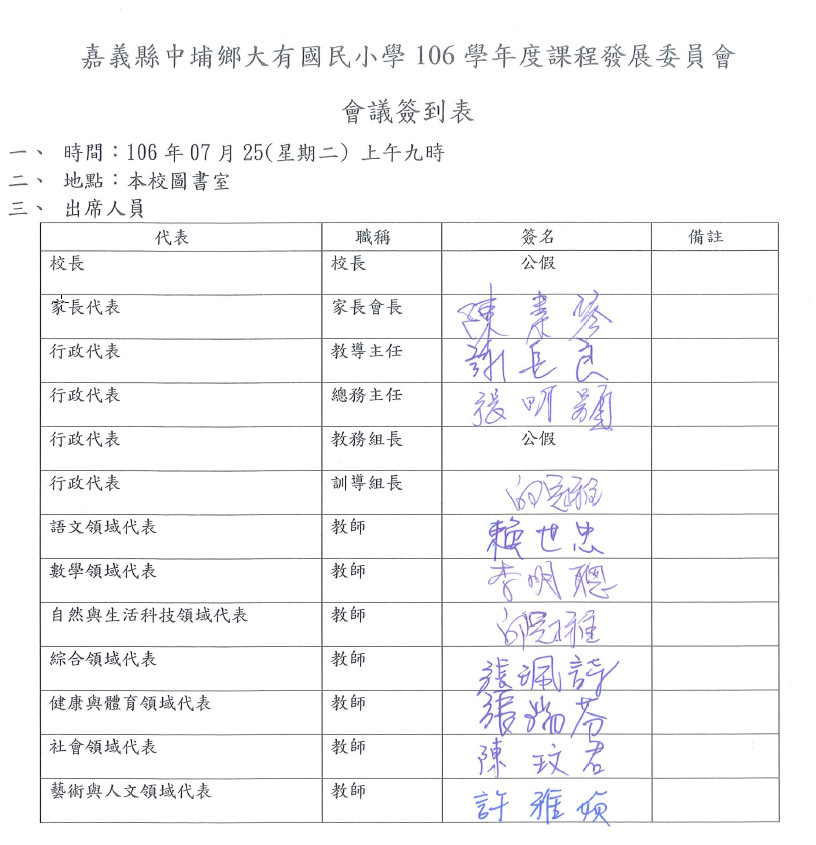 嘉義縣中埔鄉大有國民小學 106 學年度課程發展委員會
會議簽到表
一、 時間：106 年 07 月 25(星期二) 上午九時
二、 地點：本校圖書室
三、 出席人員
代表 職稱 簽名 備註
校長 校長 公假
家長代表 家長會長 陳
行政代表 教導主任 謝長良
行政代表 總務主任 張明顯
行政代表 教務組長 公假
行政代表 訓導組長
語文領域代表 教師 賴世忠
數學領域代表 教師 李明聰
自然與生活科技領域代表 教師
綜合領域代表 教師 張珮詩
健康與體育領域代表 教師 張瑞芬
社會領域代表 教師 陳玟君
藝術與人文領域代表 教師 許雅